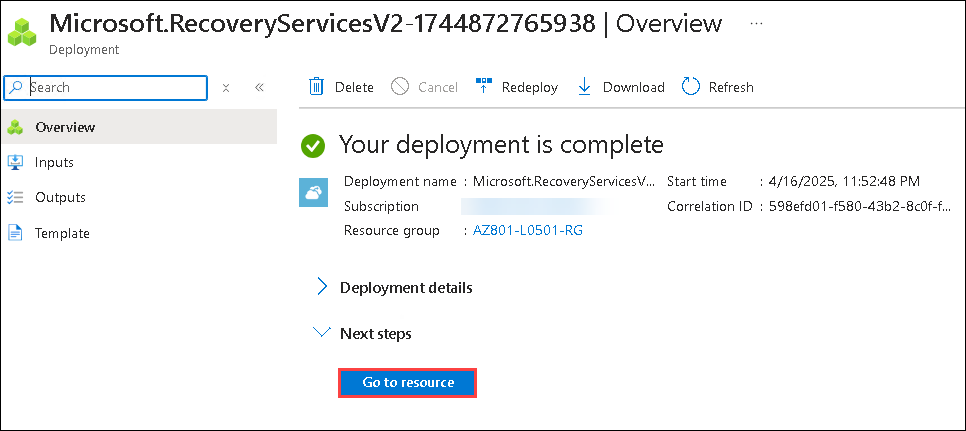 Microsoft.RecoveryServicesV2-1744872765938 | Overview ...
Deployment
Search
Delete Cancel Redeploy Download Refresh
Overview
Inputs
Outputs
Template
Your deployment is complete
Deployment name : Microsoft.RecoveryServicesV... Start time : 4/16/2025, 11:52:48 PM
Subscription Correlation ID : 598efd01-f580-43b2-8c0f-f...
Resource group : AZ801-L0501-RG
Deployment details
Next steps
Go to resource